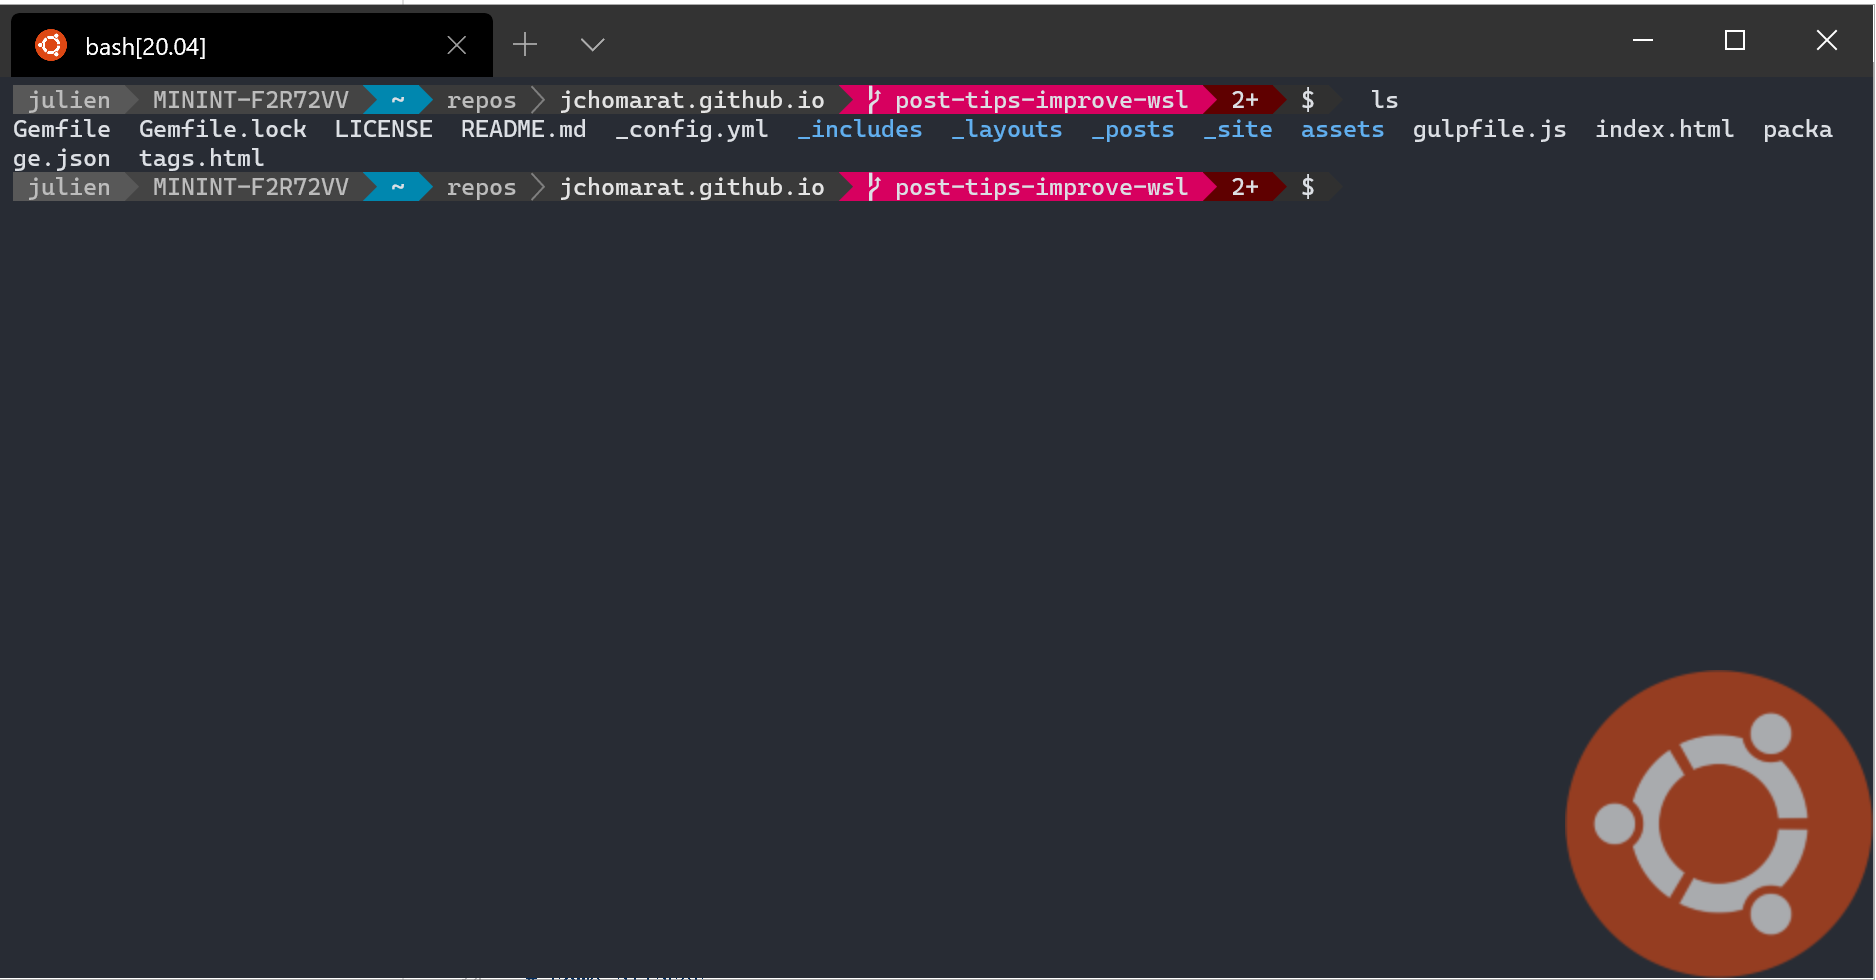 bash[20.04]
julien MININT-F2R72VV ~ repos jchomarat.github.io post-tips-improve-wsl 2+ $ ls
Gemfile Gemfile.lock LICENSE README.md _config.yml _includes _layouts _posts _site assets gulpfile.js index.html packa
ge.json tags.html
julien MININT-F2R72VV ~ repos jchomarat.github.io post-tips-improve-wsl 2+ $